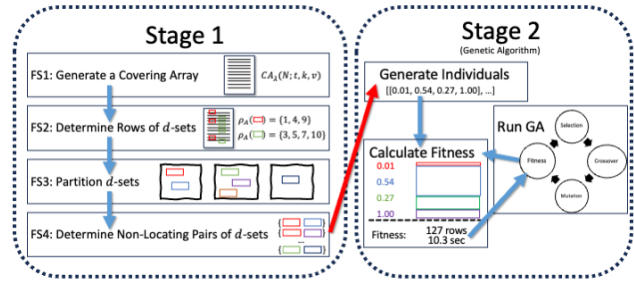 Stage 1
FS1: Generate a Covering Array
CAλ(N; t, k, v)
FS2: Determine Rows of d-sets
ρA( ) = {1, 4, 9}
ρA( ) = {3, 5, 7, 10}
FS3: Partition d-sets
FS4: Determine Non-Locating Pairs of d-sets
{ }
{ }
...
{ }
Stage 2
(Genetic Algorithm)
Generate Individuals
[[0.01, 0.54, 0.27, 1.00], ...]
Calculate Fitness
0.01
0.54
0.27
1.00
Fitness:
127 rows
10.3 sec
Run GA
Selection
Fitness
Crossover
Mutation